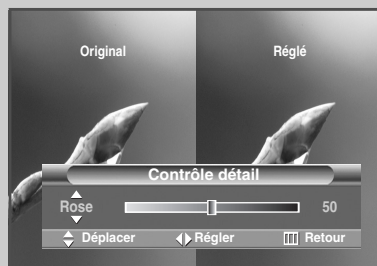 Original Réglé
Contrôle détail
Rose 50
Déplacer Régler Retour